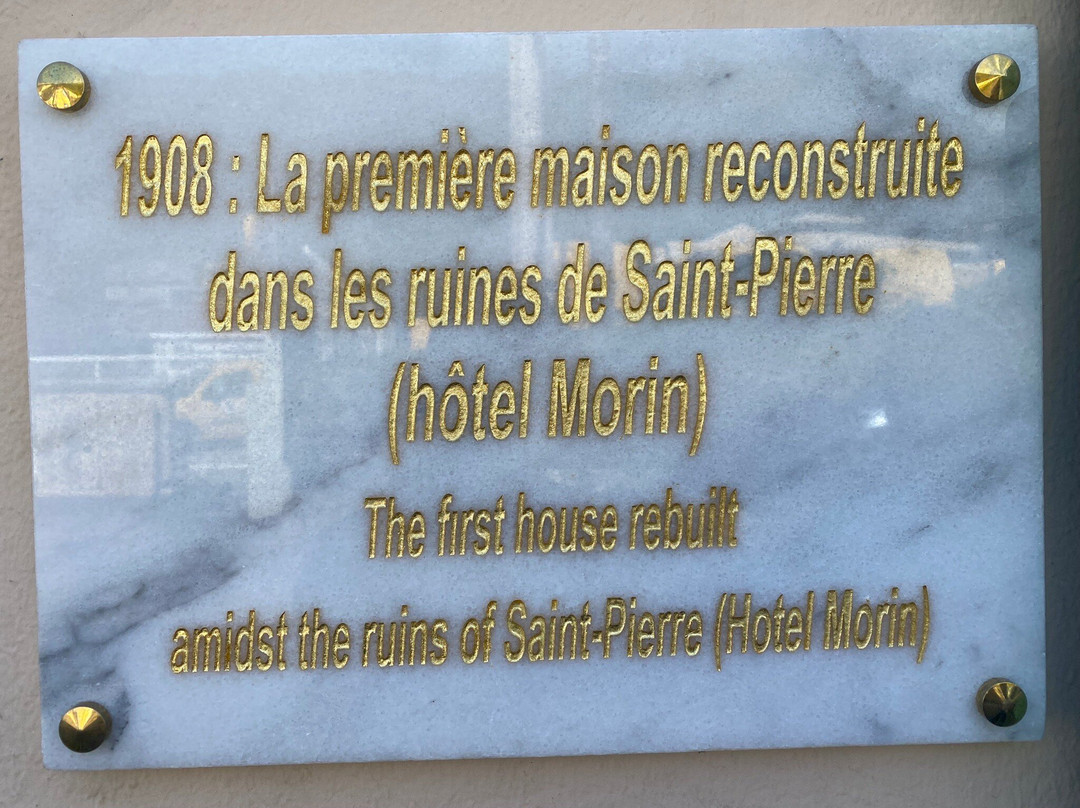 1908 : La première maison reconstruite
dans les ruines de Saint-Pierre
(hôtel Morin)
The first house rebuilt
amidst the ruins of Saint-Pierre (Hotel Morin)